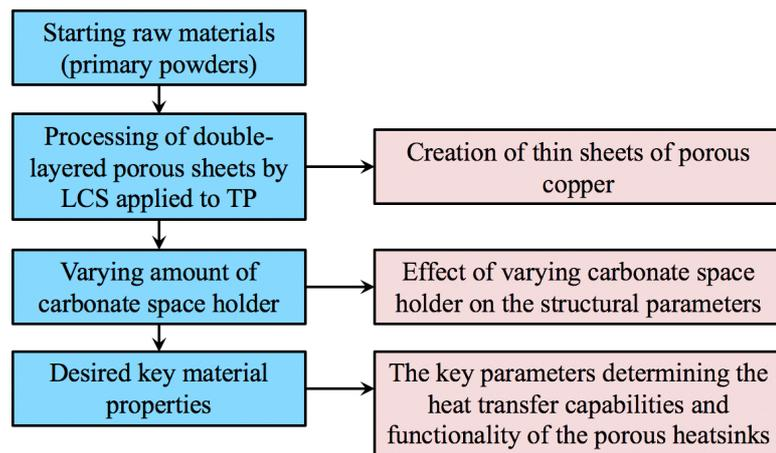 Starting raw materials
(primary powders)
Processing of double-
layered porous sheets by
LCS applied to TP
Creation of thin sheets of porous
copper
Varying amount of
carbonate space holder
Effect of varying carbonate space
holder on the structural parameters
Desired key material
properties
The key parameters determining the
heat transfer capabilities and
functionality of the porous heatsinks